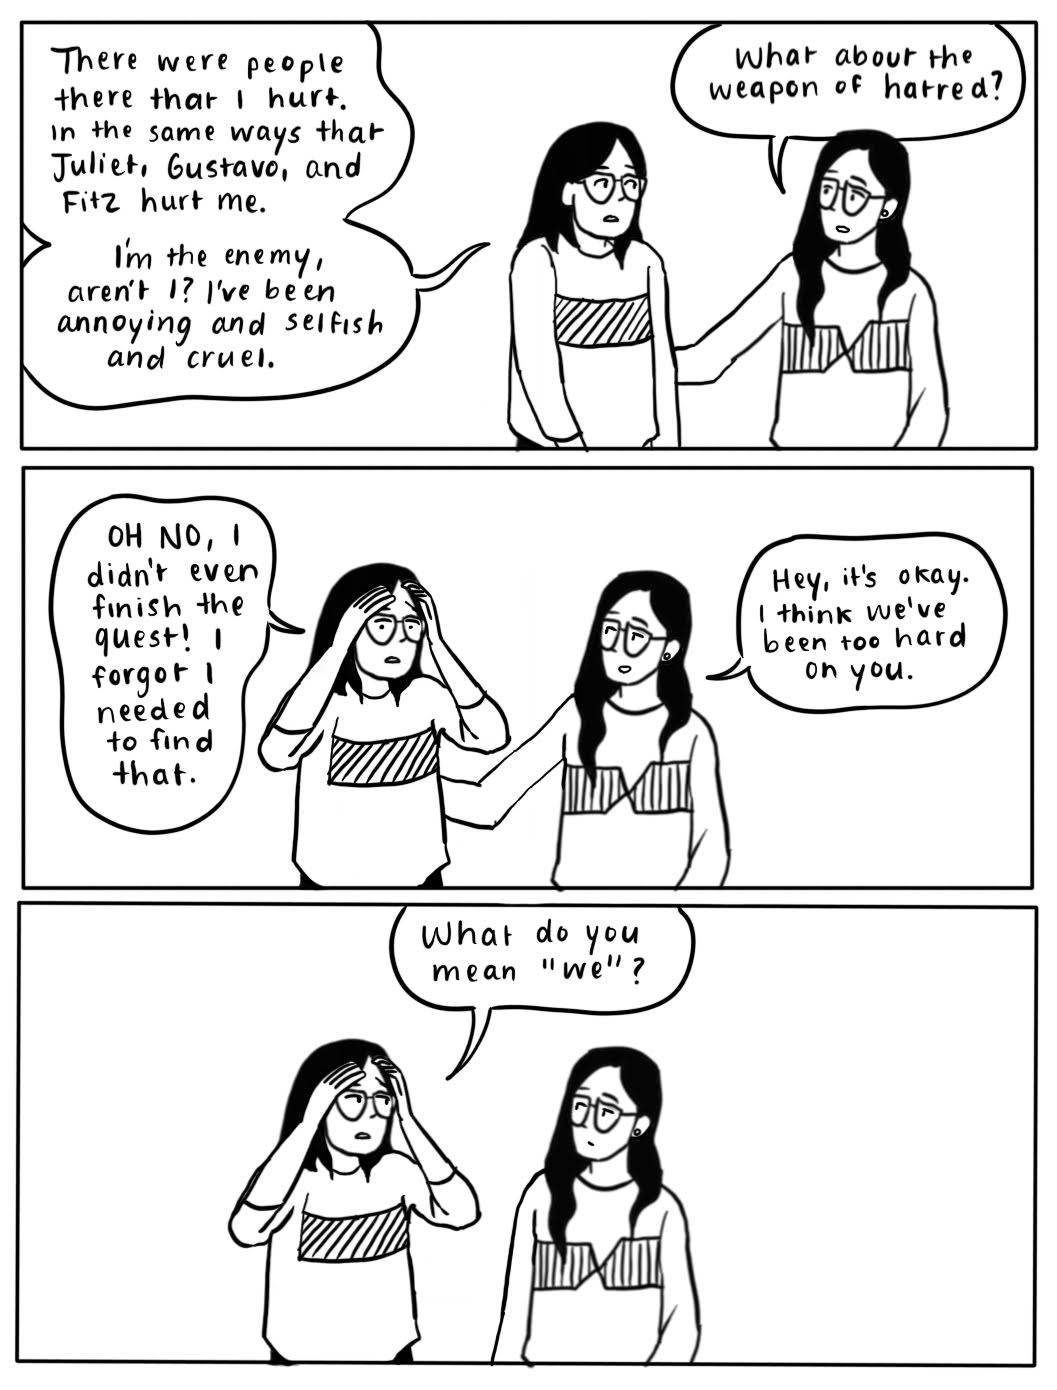 There were people
there that I hurt.
in the same ways that
Juliet, Gustavo, and
Fitz hurt me.
I'm the enemy,
aren't I? I've been
annoying and selfish
and cruel.
What about the
weapon of hatred?
OH NO, I
didn't even
finish the
quest! I
forgot I
needed
to find
that.
Hey, it's okay.
I think we've
been too hard
on you.
What do you
mean "we"?